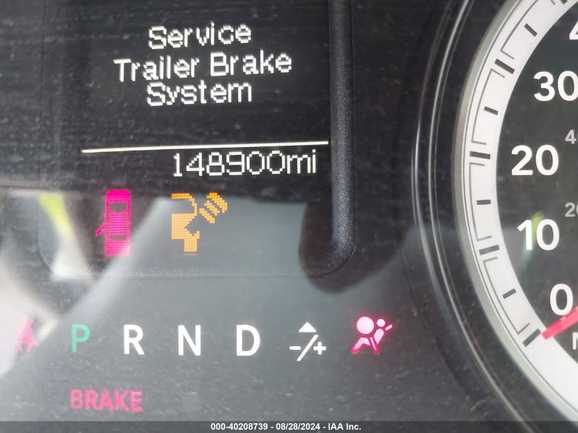 Service
Trailer Brake
System
148900mi
P R N D -/+
BRAKE
30
20
10
0
000-40208739 - 08/28/2024 - IAA Inc.